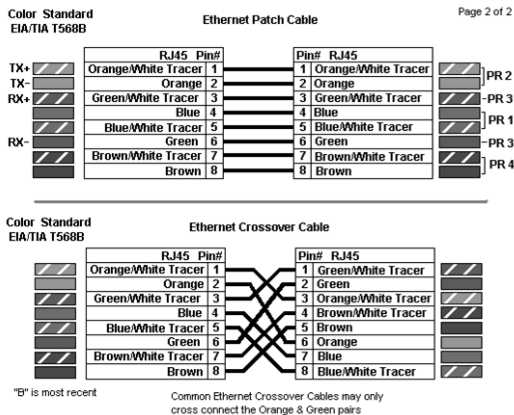 Color Standard
EIA/TIA T568B
Ethernet Patch Cable
Page 2 of 2
RJ45 Pin#
Pin# RJ45
TX+ Orange/White Tracer 1 1 Orange/White Tracer
TX- Orange 2 2 Orange PR 2
RX+ Green/White Tracer 3 3 Green/White Tracer PR 3
Blue 4 4 Blue
Blue/White Tracer 5 5 Blue/White Tracer PR 1
RX- Green 6 6 Green PR 3
Brown/White Tracer 7 7 Brown/White Tracer
Brown 8 8 Brown PR 4
Color Standard
EIA/TIA T568B
Ethernet Crossover Cable
RJ45 Pin#
Pin# RJ45
Orange/White Tracer 1 1 Green/White Tracer
Orange 2 2 Green
Green/White Tracer 3 3 Orange/White Tracer
Blue 4 4 Brown/White Tracer
Blue/White Tracer 5 5 Brown
Green 6 6 Orange
Brown/White Tracer 7 7 Blue
Brown 8 8 Blue/White Tracer
"B" is most recent
Common Ethernet Crossover Cables may only
cross connect the Orange & Green pairs